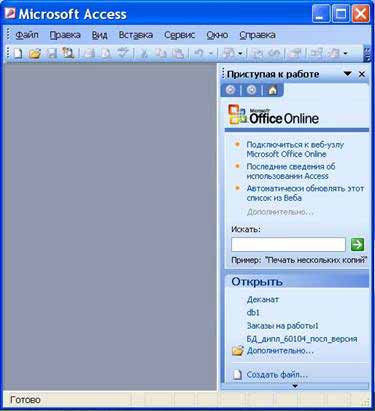 Microsoft Access
Файл Правка Вид Вставка Сервис Окно Справка
Приступая к работе
Microsoft
Office Online
Подключиться к веб-узлу
Microsoft Office Online
Последние сведения об
использовании Access
Автоматически обновлять этот
список из Веба
Дополнительно...
Искать:
Пример: "Печать нескольких копий"
Открыть
Деканат
db1
Заказы на работы1
БД_дипл_60104_посл_версия
Дополнительно...
Создать файл...
Готово